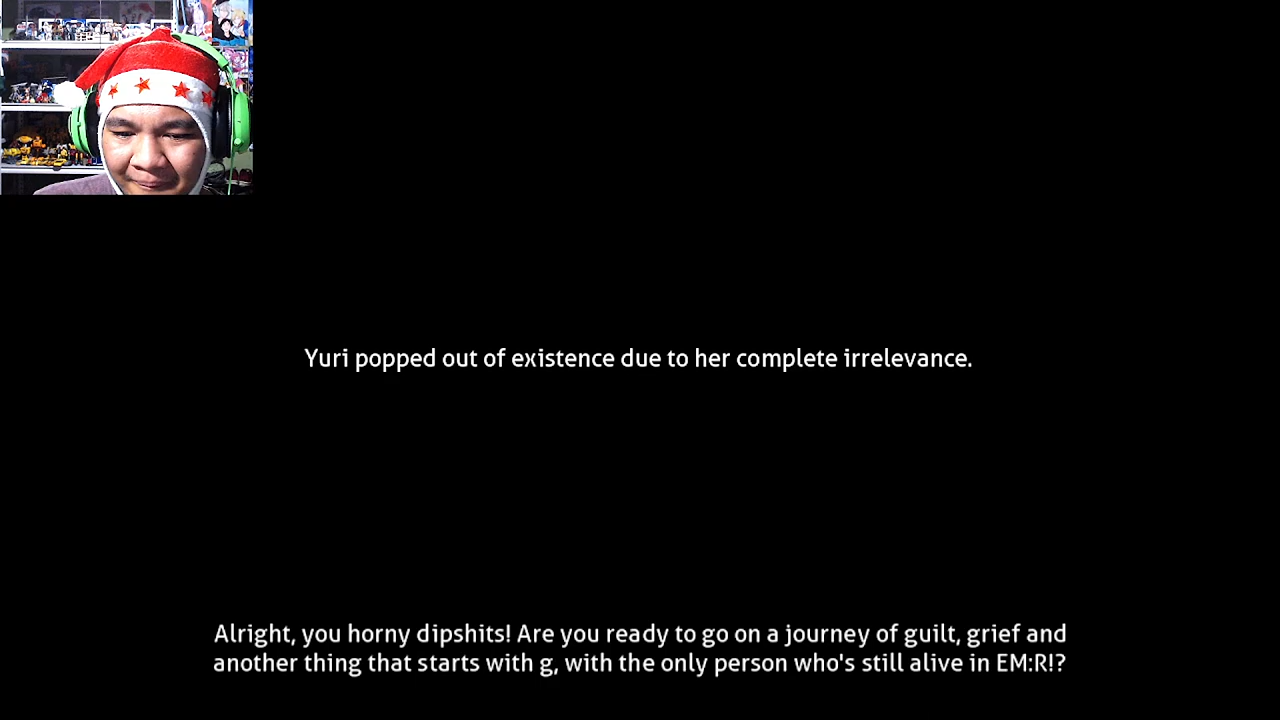 Yuri popped out of existence due to her complete irrelevance.
Alright, you horny dipshits! Are you ready to go on a journey of guilt, grief and
another thing that starts with g, with the only person who's still alive in EM:R!?